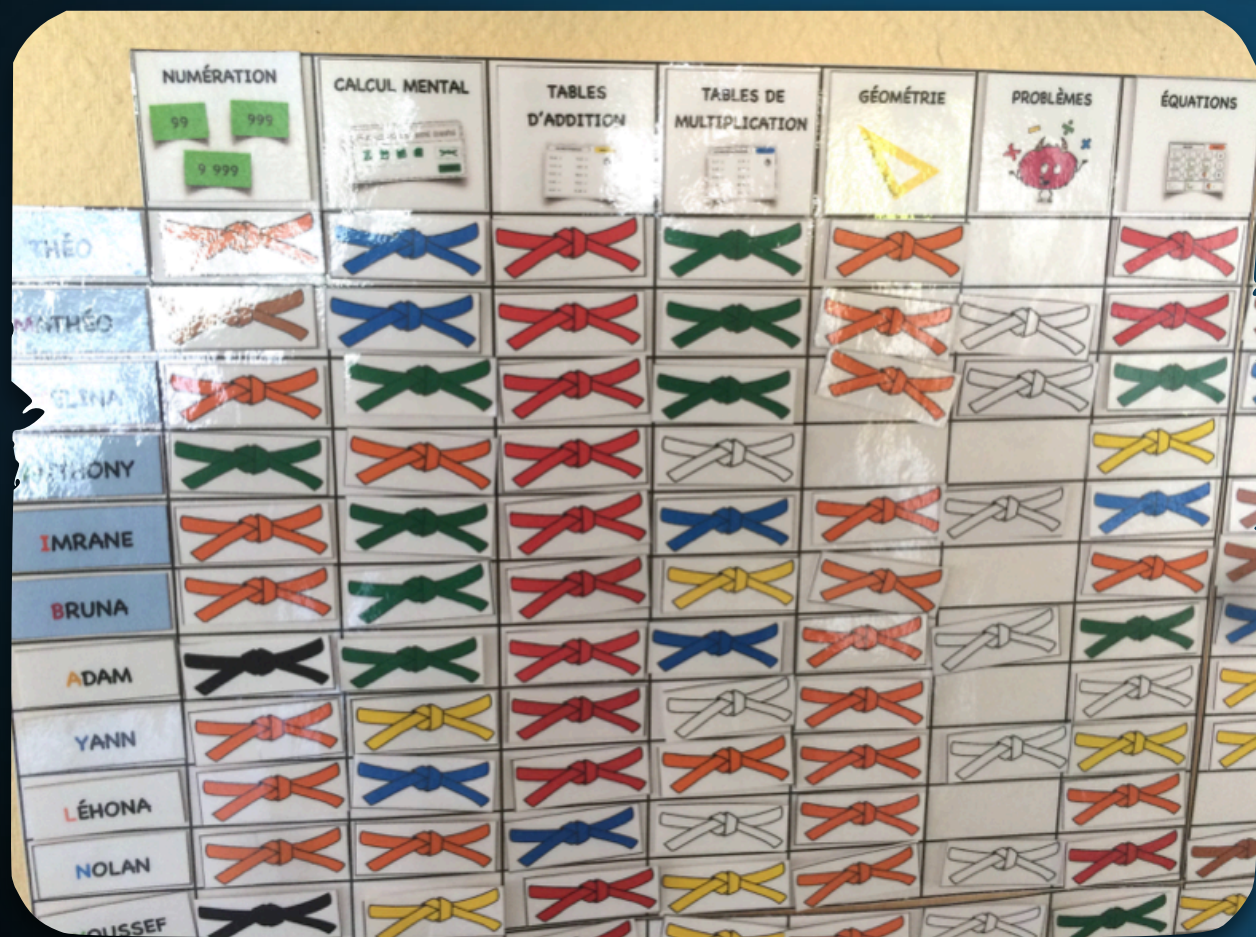 NUMÉRATION
99
999
9 999
CALCUL MENTAL
TABLES
D'ADDITION
TABLES DE
MULTIPLICATION
GÉOMÉTRIE
PROBLÈMES
ÉQUATIONS
THÉO
IMRANE
BRUNA
ADAM
YANN
LÉHONA
NOLAN